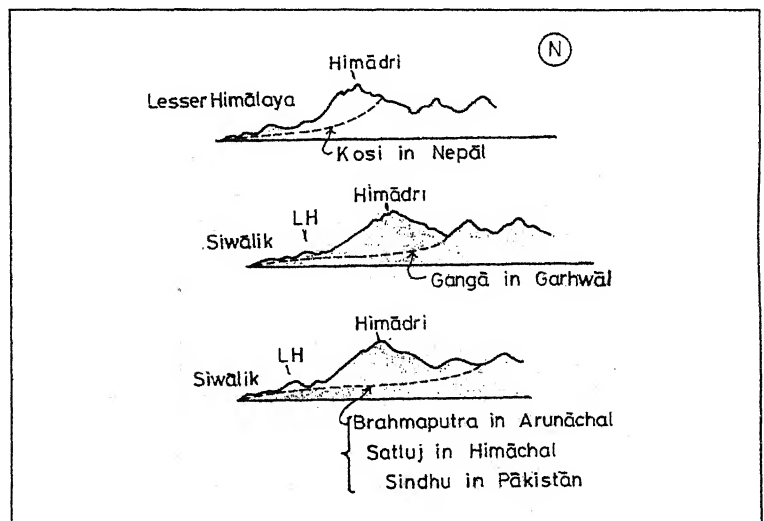 N
Himādri
Lesser Himālaya
Kosi in Nepāl
Himādri
LH
Siwālik
Gangā in Garhwāl
Himādri
LH
Siwālik
Brahmaputra in Arunāchal
Satluj in Himāchal
Sindhu in Pākistān